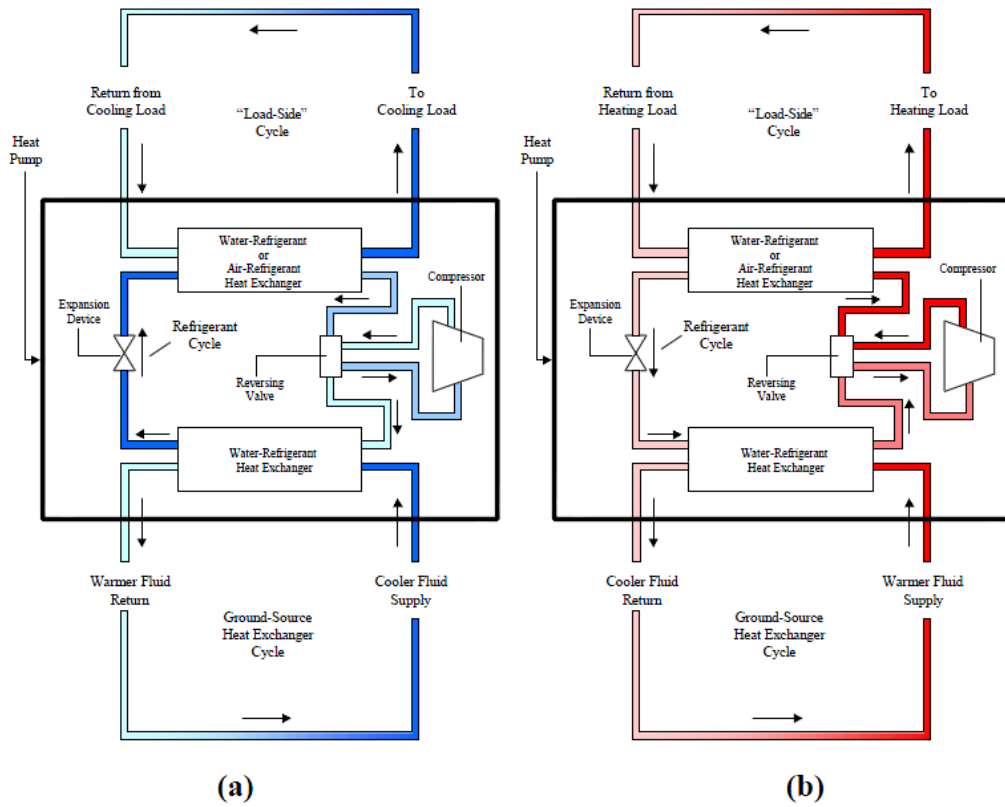 Return from
Cooling Load
"Load-Side"
Cycle
To
Cooling Load
Heat
Pump
Water-Refrigerant
or
Air-Refrigerant
Heat Exchanger
Compressor
Expansion
Device
Refrigerant
Cycle
Reversing
Valve
Water-Refrigerant
Heat Exchanger
Warmer Fluid
Return
Cooler Fluid
Supply
Ground-Source
Heat Exchanger
Cycle
(a)
Return from
Heating Load
"Load-Side"
Cycle
To
Heating Load
Heat
Pump
Water-Refrigerant
or
Air-Refrigerant
Heat Exchanger
Compressor
Expansion
Device
Refrigerant
Cycle
Reversing
Valve
Water-Refrigerant
Heat Exchanger
Cooler Fluid
Return
Warmer Fluid
Supply
Ground-Source
Heat Exchanger
Cycle
(b)